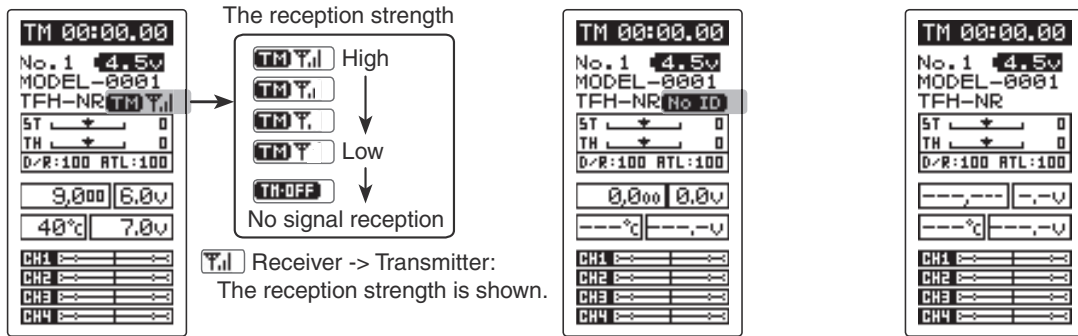 TM 00:00.00
No.1 4.5v
MODEL-0001
TFH-NR TM
ST 0
TH 0
D/R:100 ATL:100
9,000 6.0v
40°c 7.0v
CH1
CH2
CH3
CH4
The reception strength
TM High
TM
TM
TM Low
TM-OFF
No signal reception
Receiver -> Transmitter:
The reception strength is shown.
TM 00:00.00
No.1 4.5v
MODEL-0001
TFH-NR No ID
ST 0
TH 0
D/R:100 ATL:100
0,000 0.0v
---°c ---.-v
CH1
CH2
CH3
CH4
TM 00:00.00
No.1 4.5v
MODEL-0001
TFH-NR
ST 0
TH 0
D/R:100 ATL:100
---,--- -.-v
---°c ---.-v
CH1
CH2
CH3
CH4